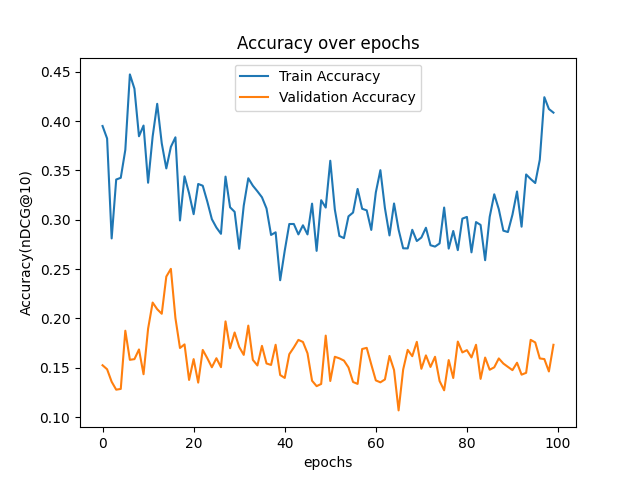 Accuracy over epochs
Train Accuracy
Validation Accuracy
Accuracy(nDCG@10)
0.45
0.40
0.35
0.30
0.25
0.20
0.15
0.10
0 20 40 60 80 100
epochs